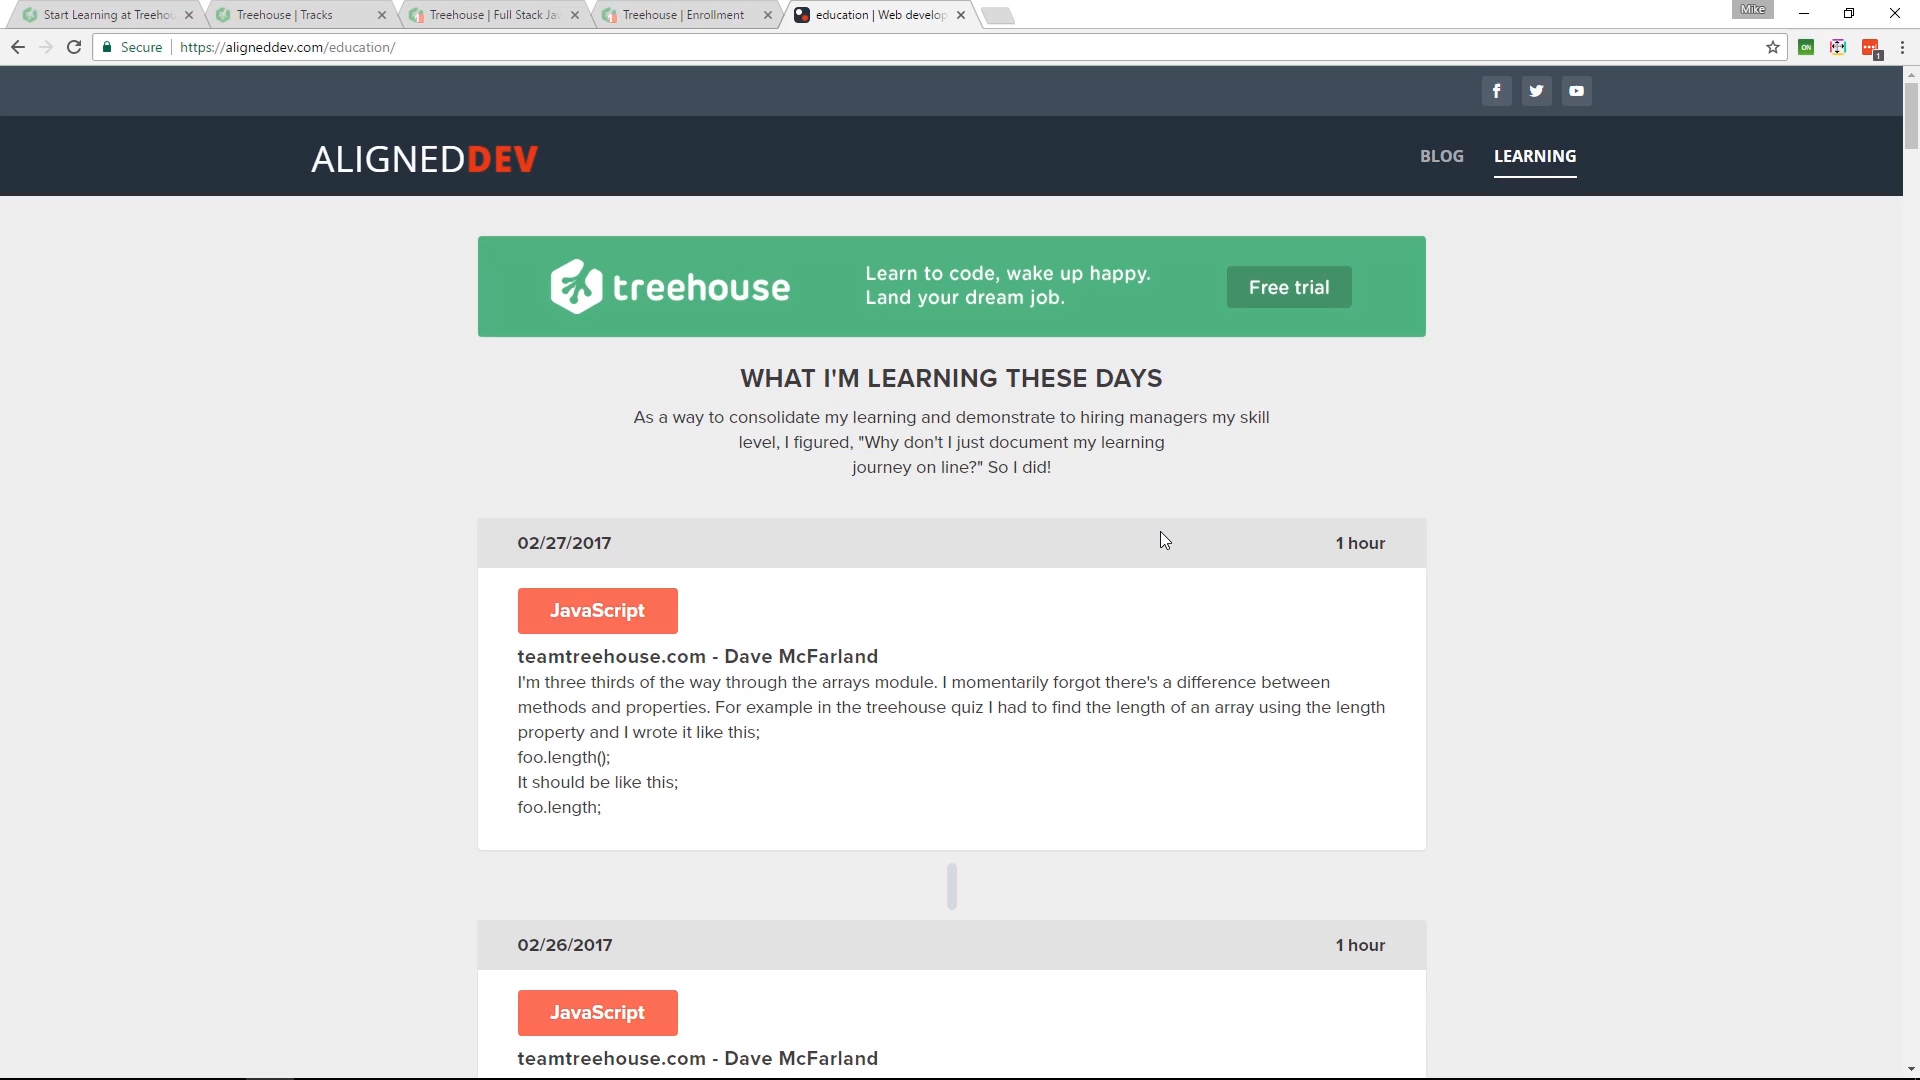 Start Learning at Treehou
Treehouse | Tracks
Treehouse | Full Stack Ja
Treehouse | Enrollment
education | Web develop
Mike
Secure
https://aligneddev.com/education/
ON
1
ALIGNEDDEV
BLOG
LEARNING
treehouse
Learn to code, wake up happy.
Land your dream job.
Free trial
WHAT I'M LEARNING THESE DAYS
As a way to consolidate my learning and demonstrate to hiring managers my skill
level, I figured, "Why don't I just document my learning
journey on line?" So I did!
02/27/2017
1 hour
JavaScript
teamtreehouse.com - Dave McFarland
I'm three thirds of the way through the arrays module. I momentarily forgot there's a difference between
methods and properties. For example in the treehouse quiz I had to find the length of an array using the length
property and I wrote it like this;
foo.length();
It should be like this;
foo.length;
02/26/2017
1 hour
JavaScript
teamtreehouse.com - Dave McFarland